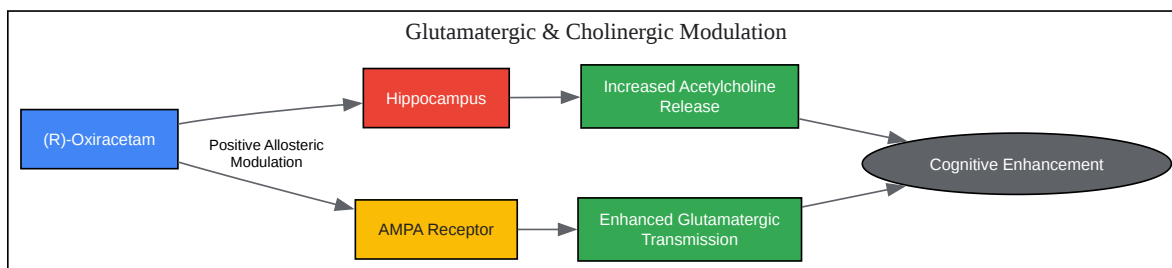 Glutamatergic & Cholinergic Modulation
(R)-Oxiracetam
Hippocampus
Increased Acetylcholine
Release
Positive Allosteric
Modulation
AMPA Receptor
Enhanced Glutamatergic
Transmission
Cognitive Enhancement